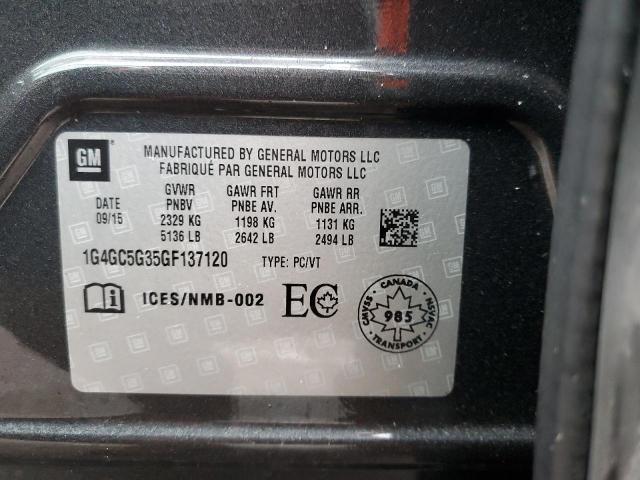 GM
MANUFACTURED BY GENERAL MOTORS LLC
FABRIQUÉ PAR GENERAL MOTORS LLC
DATE
09/15
GVWR
PNBV
2329 KG
5136 LB
GAWR FRT
PNBE AV.
1198 KG
2642 LB
GAWR RR
PNBE ARR.
1131 KG
2494 LB
1G4GC5G35GF137120 TYPE: PC/VT
ICES/NMB-002
EC
CANADA
CMVSS
NSVAC
985
TRANSPORT